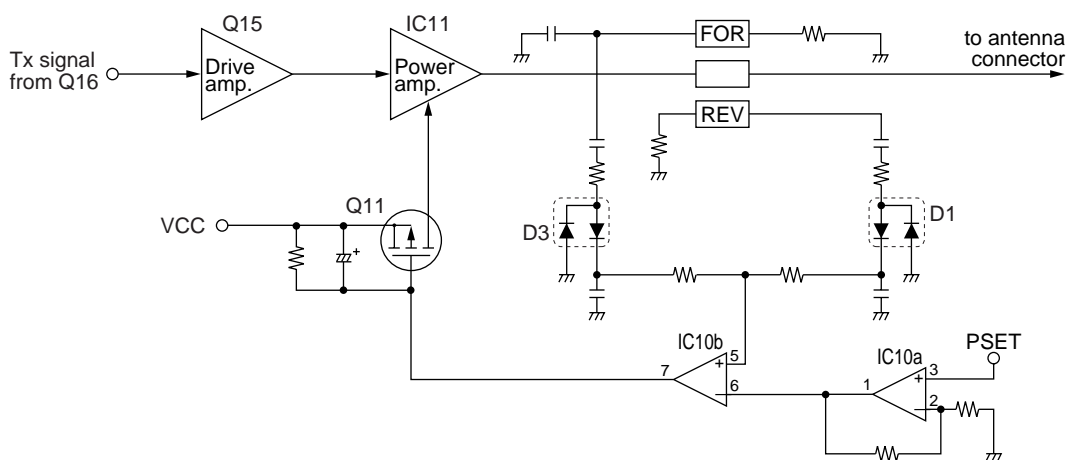 Q15
IC11
FOR
to antenna
connector
Tx signal
from Q16
Drive
amp.
Power
amp.
REV
Q11
VCC
+
D3
D1
IC10b
IC10a
PSET
7
5
+
6
–
1
3
+
2
–